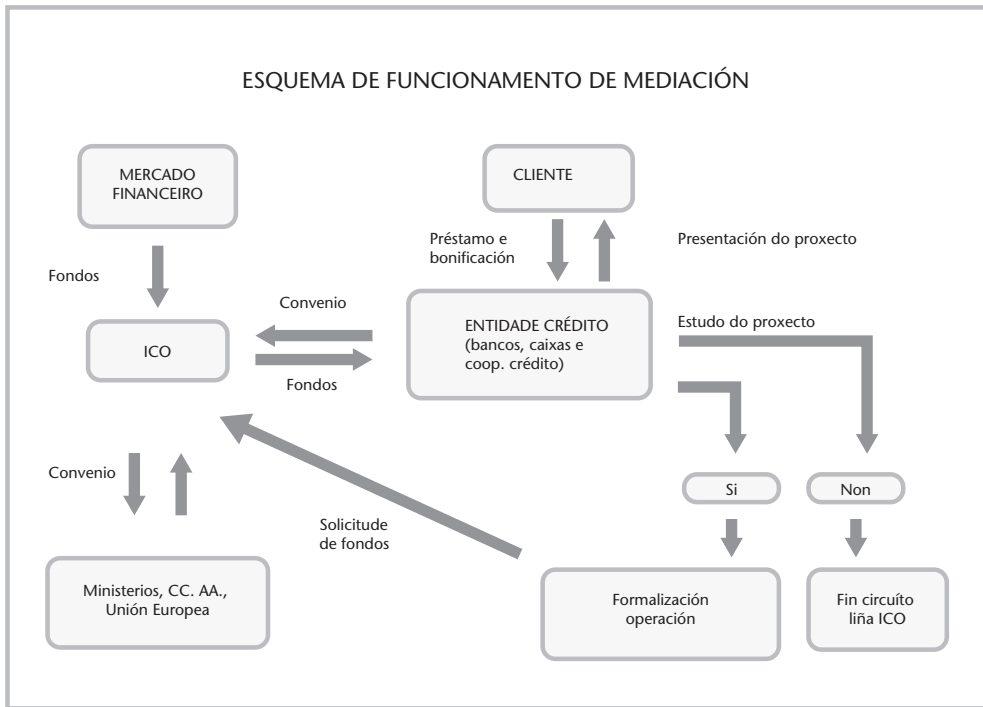 ESQUEMA DE FUNCIONAMENTO DE MEDIACIÓN
MERCADO
FINANCEIRO
CLIENTE
Préstamo e
bonificación
Presentación do proxecto
Fondos
Convenio
ICO
Fondos
ENTIDADE CRÉDITO
(bancos, caixas e
coop. crédito)
Estudo do proxecto
Convenio
Si
Non
Solicitude
de fondos
Ministerios, CC. AA.,
Unión Europea
Formalización
operación
Fin circuíto
liña ICO